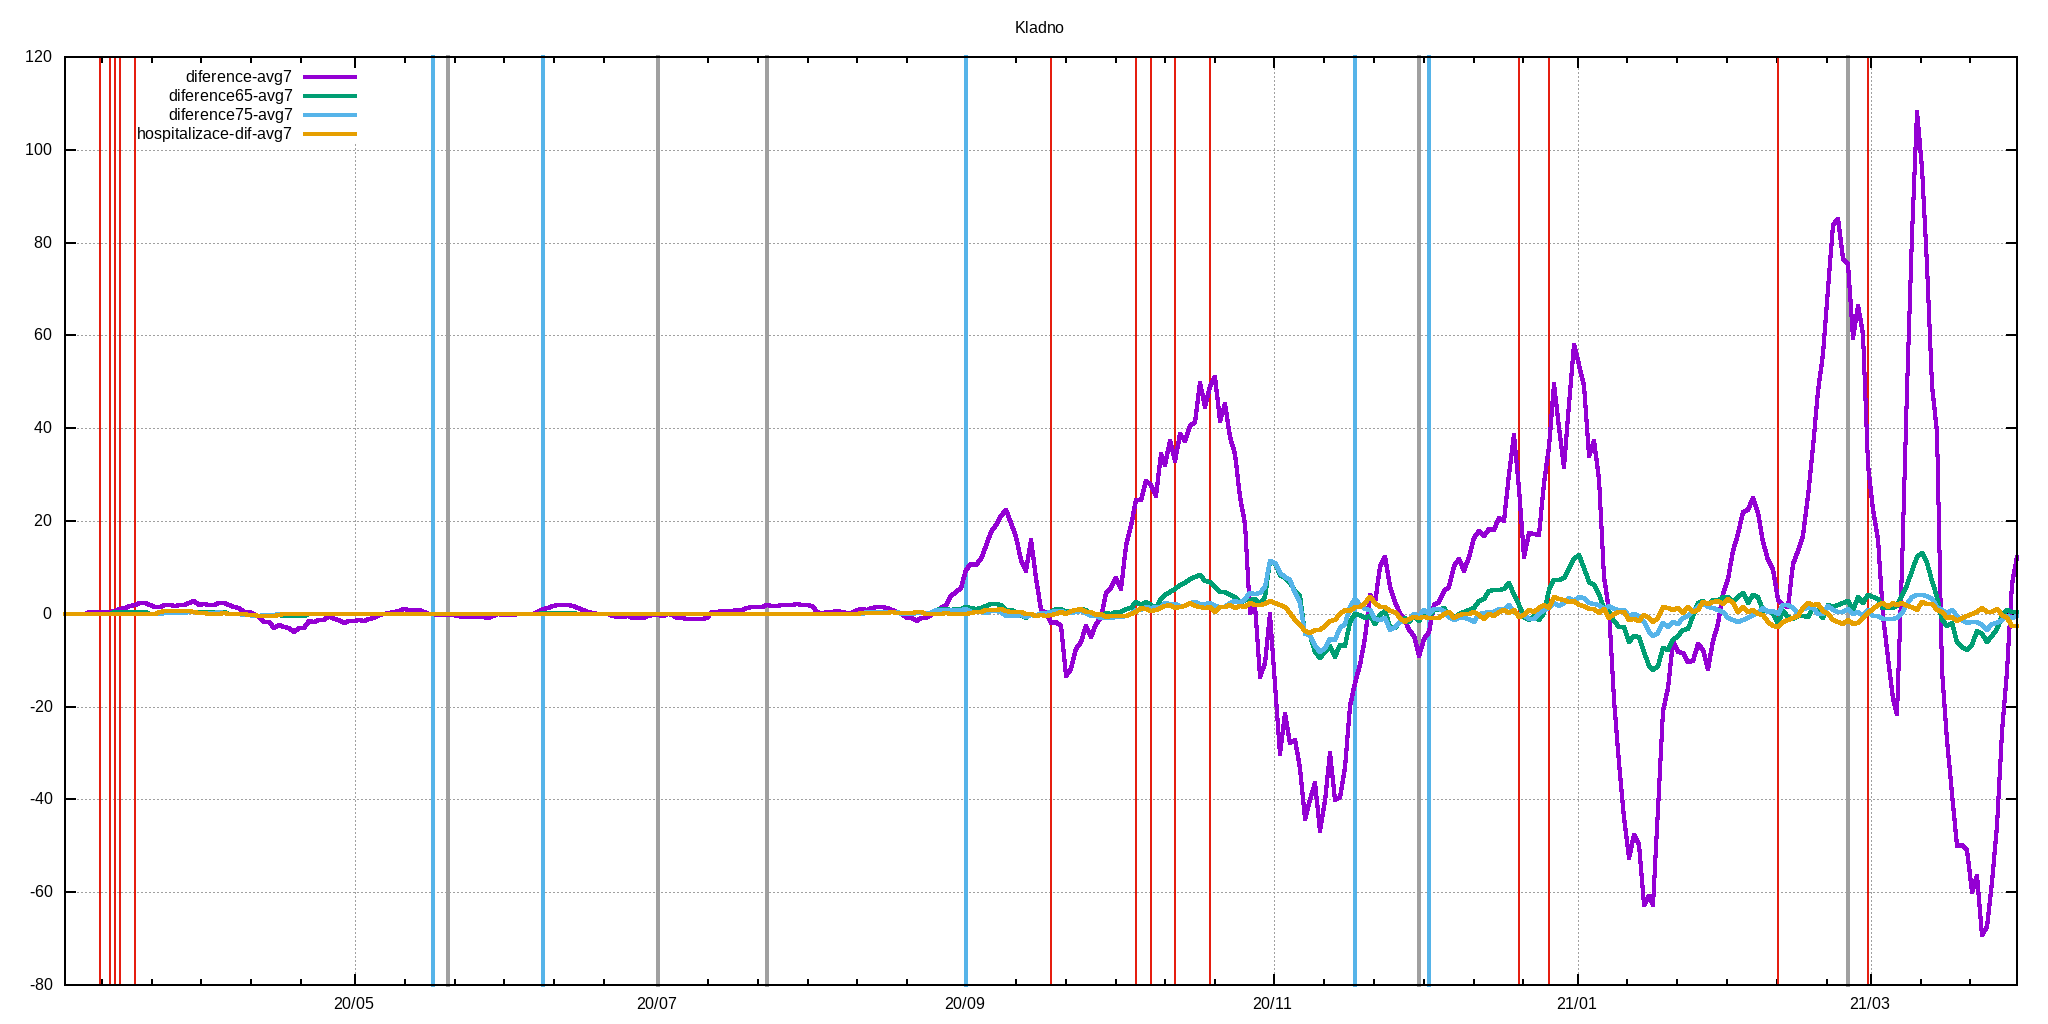 Kladno
diference-avg7
diference65-avg7
diference75-avg7
hospitalizace-dif-avg7
120
100
80
60
40
20
0
-20
-40
-60
-80
20/05 20/07 20/09 20/11 21/01 21/03